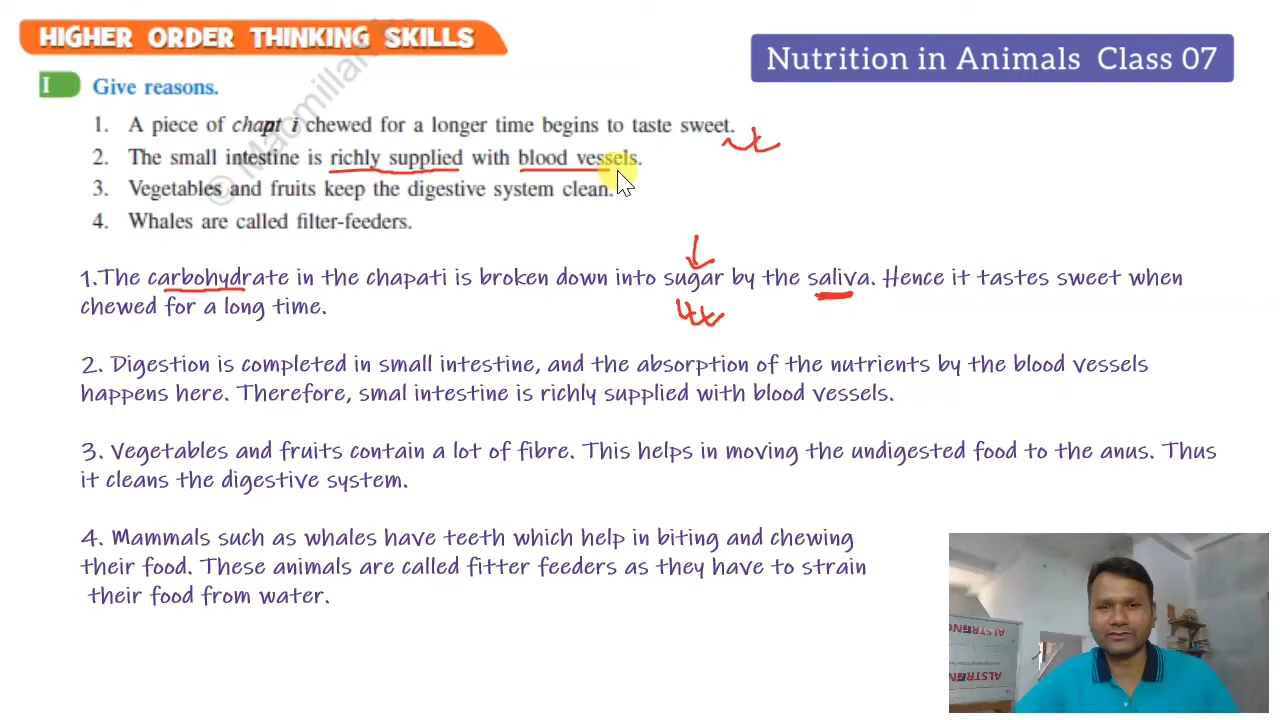 HIGHER ORDER THINKING SKILLS
Nutrition in Animals Class 07
I Give reasons.
1. A piece of chapt i chewed for a longer time begins to taste sweet.
2. The small intestine is richly supplied with blood vessels.
3. Vegetables and fruits keep the digestive system clean.
4. Whales are called filter-feeders.
© Macmillan
1.The carbohydrate in the chapati is broken down into sugar by the saliva. Hence it tastes sweet when
chewed for a long time.
2. Digestion is completed in small intestine, and the absorption of the nutrients by the blood vessels
happens here. Therefore, smal intestine is richly supplied with blood vessels.
3. Vegetables and fruits contain a lot of fibre. This helps in moving the undigested food to the anus. Thus
it cleans the digestive system.
4. Mammals such as whales have teeth which help in biting and chewing
their food. These animals are called fitter feeders as they have to strain
their food from water.
ALSTRONG
ALSTR